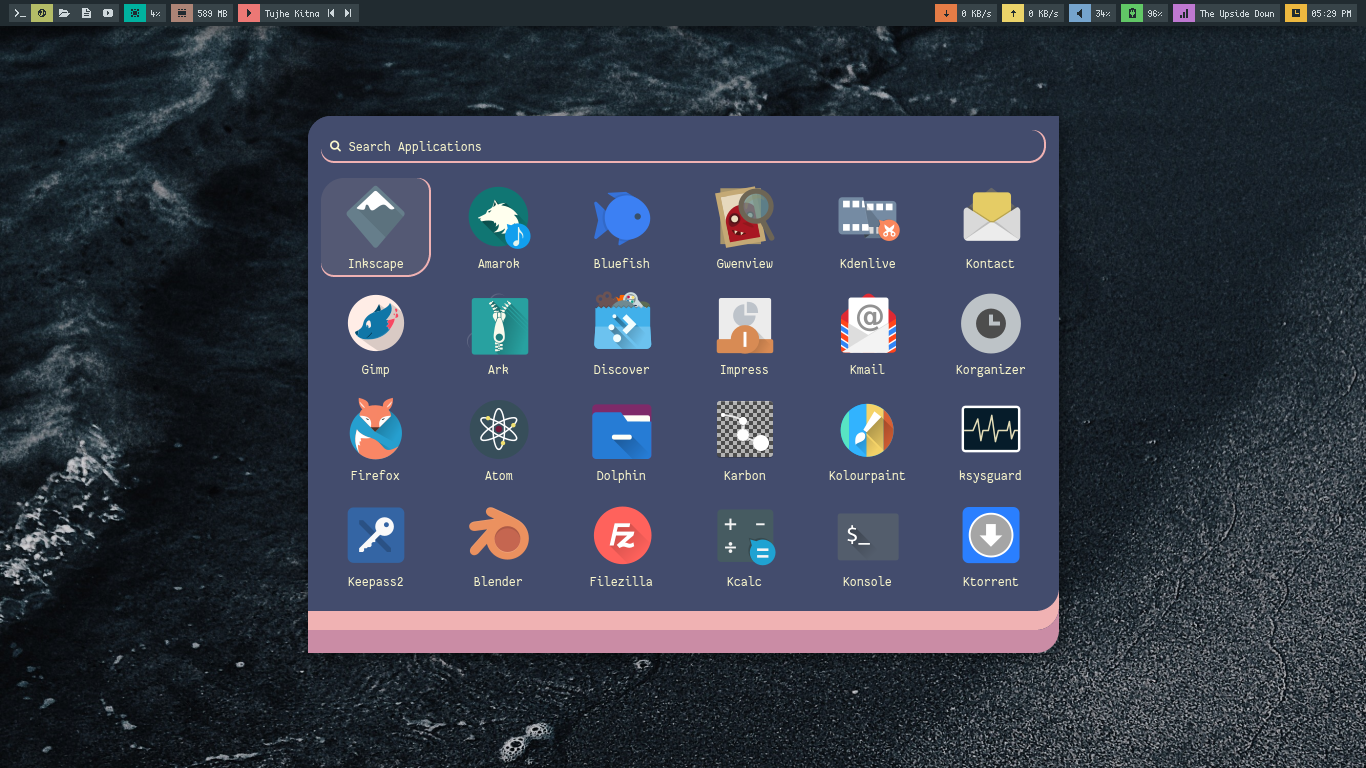 4%
589 MB
Tujhe Kitna
0 KB/s
0 KB/s
34%
96%
The Upside Down
05:29 PM
Search Applications
Inkscape
Amarok
Bluefish
Gwenview
Kdenlive
Kontact
@
Gimp
Ark
Discover
Impress
Kmail
Korganizer
Firefox
Atom
Dolphin
Karbon
Kolourpaint
ksysguard
Fz
+ −
÷ =
$_
Keepass2
Blender
Filezilla
Kcalc
Konsole
Ktorrent